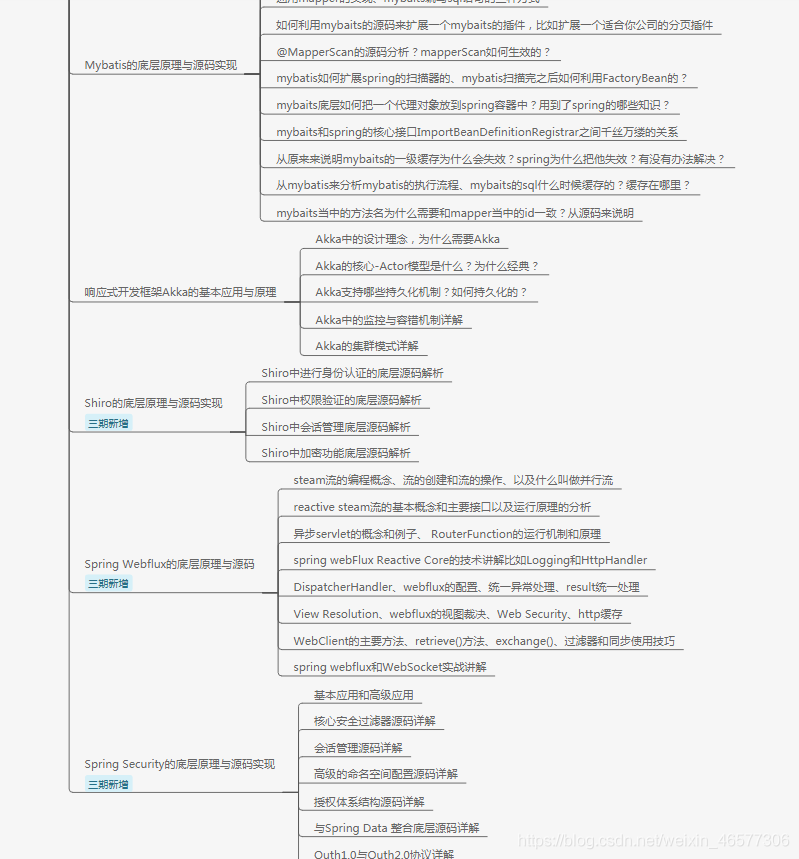 Mybatis的底层原理与源码实现
如何利用mybaits的源码来扩展一个mybaits的插件，比如扩展一个适合你公司的分页插件
@MapperScan的源码分析？mapperScan如何生效的？
mybatis如何扩展spring的扫描器的、mybatis扫描完之后如何利用FactoryBean的？
mybaits底层如何把一个代理对象放到spring容器中？用到了spring的哪些知识？
mybaits和spring的核心接口ImportBeanDefinitionRegistrar之间千丝万缕的关系
从原来来说明mybaits的一级缓存为什么会失效？spring为什么把他失效？有没有办法解决？
从mybatis来分析mybatis的执行流程、mybaits的sql什么时候缓存的？缓存在哪里？
mybaits当中的方法名为什么需要和mapper当中的id一致？从源码来说明
响应式开发框架Akka的基本应用与原理
Akka中的设计理念，为什么需要Akka
Akka的核心-Actor模型是什么？为什么经典？
Akka支持哪些持久化机制？如何持久化的？
Akka中的监控与容错机制详解
Akka的集群模式详解
Shiro的底层原理与源码实现
三期新增
Shiro中进行身份认证的底层源码解析
Shiro中权限验证的底层源码解析
Shiro中会话管理底层源码解析
Shiro中加密功能底层源码解析
Spring Webflux的底层原理与源码
三期新增
steam流的编程概念、流的创建和流的操作、以及什么叫做并行流
reactive steam流的基本概念和主要接口以及运行原理的分析
异步servlet的概念和例子、 RouterFunction的运行机制和原理
spring webFlux Reactive Core的技术讲解比如Logging和HttpHandler
DispatcherHandler、webflux的配置、统一异常处理、result统一处理
View Resolution、webflux的视图裁决、Web Security、http缓存
WebClient的主要方法、retrieve()方法、exchange()、过滤器和同步使用技巧
spring webflux和WebSocket实战讲解
Spring Security的底层原理与源码实现
三期新增
基本应用和高级应用
核心安全过滤器源码详解
会话管理源码详解
高级的命名空间配置源码详解
授权体系结构源码详解
与Spring Data 整合底层源码详解
Outh1.0与Outh2.0协议详解
https://blog.csdn.net/weixin_46577306